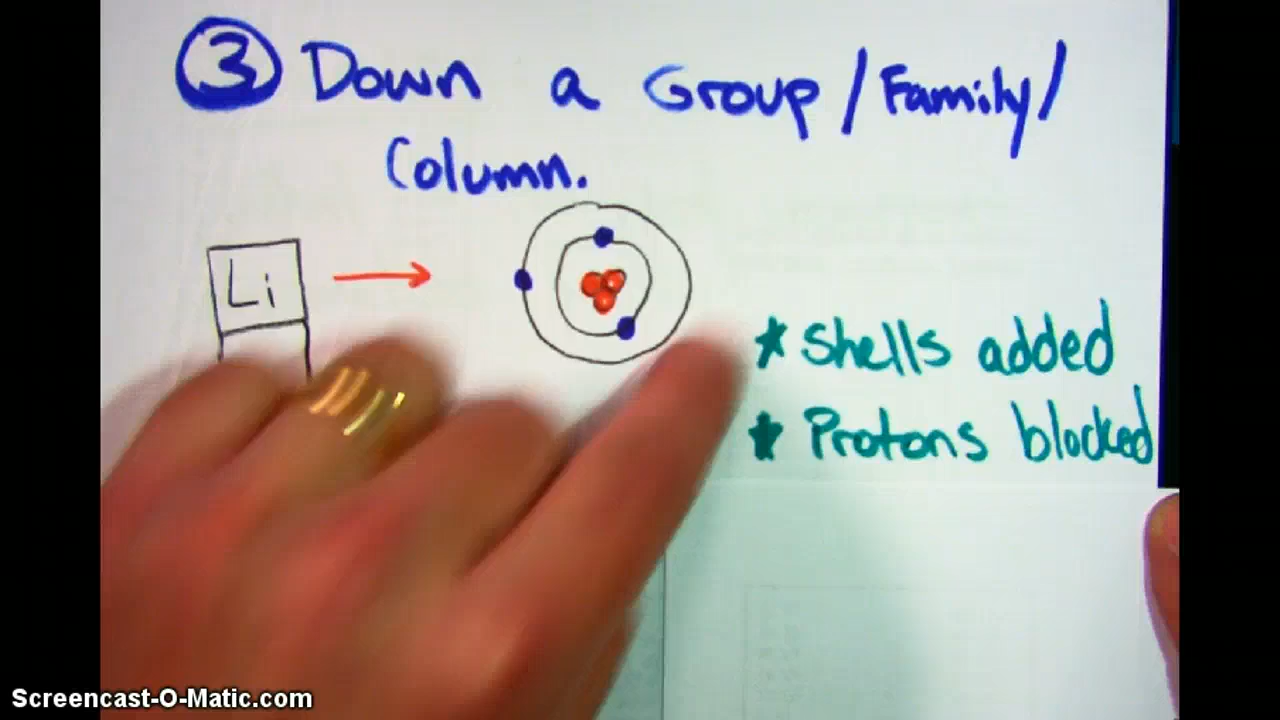 3 Down a Group/Family/
Column.
Li
* Shells added
* Protons blocked
Screencast-O-Matic.com